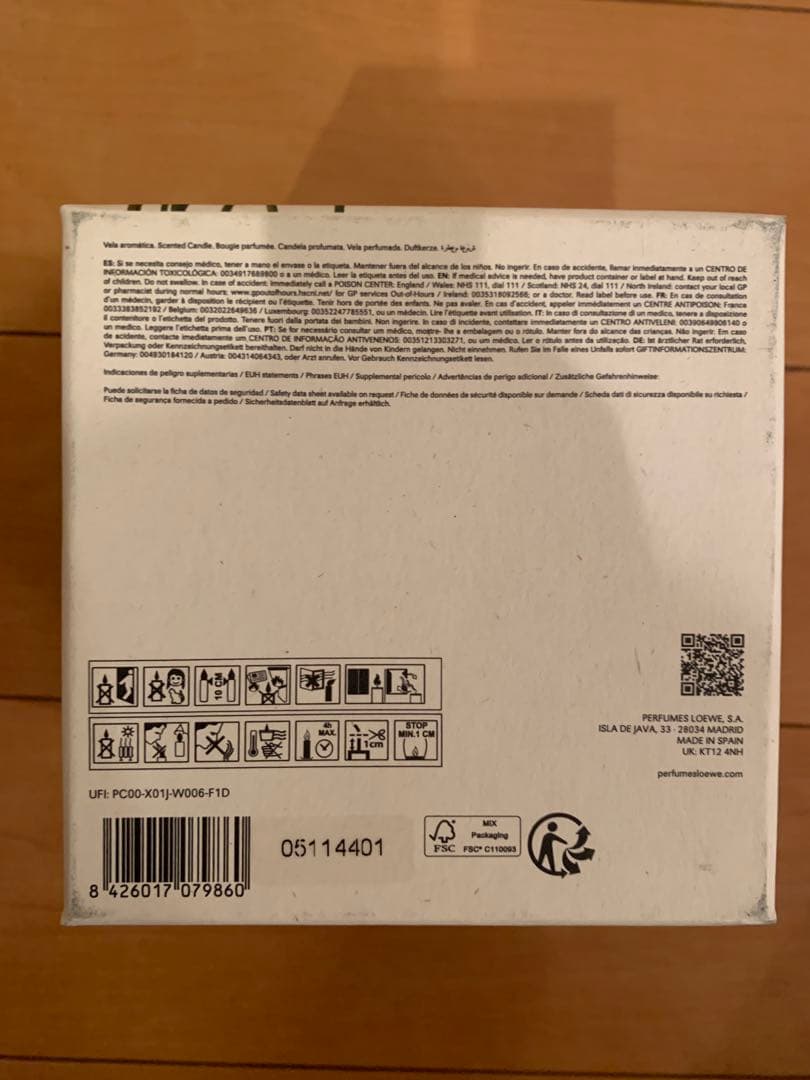 Vela aromática. Scented Candle. Bougie parfumée. Candela profumata. Vela perfumada. Duftkerze.
ES: Si se necesita consejo médico, tener a mano el envase o la etiqueta. Mantener fuera del alcance de los niños. No ingerir. En caso de accidente, llamar inmediatamente a un CENTRO DE
INFORMACIÓN TOXICOLÓGICA: 0034917689800 o a un médico. Leer la etiqueta antes del uso. EN: If medical advice is needed, have product container or label at hand. Keep out of reach
of children. Do not swallow. In case of accident: Immediately call a POISON CENTER: England / Wales: NHS 111, dial 111 / Scotland: NHS 24, dial 111 / North Ireland: contact your local GP
or pharmacist during normal hours; www.gpoutofhours.hscni.net/ for GP services Out-of-Hours / Ireland: 0035318092566; or a doctor. Read label before use. FR: En cas de consultation
d'un médecin, garder à disposition le récipient ou l'étiquette. Tenir hors de portée des enfants. Ne pas avaler. En cas d'accident, appeler immédiatement un CENTRE ANTIPOISON: France
0033383852192 / Belgium: 0032022649636 / Luxembourg: 0035224778 5551, ou un médecin. Lire l'étiquette avant utilisation. IT: In caso di consultazione di un medico, tenere a disposizione
il contenitore o l'etichetta del prodotto. Tenere fuori dalla portata dei bambini. Non ingerire. In caso di incidente, contattare immediatamente un CENTRO ANTIVELENI: 00390649906140 o
un medico. Leggere l'etichetta prima dell'uso. PT: Se for necessário consultar um médico, mostre- lhe a embalagem ou o rótulo. Manter fora do alcance das crianças. Não ingerir: Em caso
de acidente, contacte imediatamente um CENTRO DE INFORMAÇÃO ANTIVENENOS: 00351213303271, ou um médico. Ler o rótulo antes da utilização. DE: Ist ärztlicher Rat erforderlich,
Verpackung oder Kennzeichnungsetikett bereithalten. Darf nicht in die Hände von Kindern gelangen. Nicht einnehmen. Rufen Sie im Falle eines Unfalls sofort GIFTINFORMATIONSZENTRUM:
Germany: 004930184120 / Austria: 004314064343, oder Arzt anrufen. Vor Gebrauch Kennzeichnungsetikett lesen.
Indicaciones de peligro suplementarias / EUH statements / Phrases EUH / Supplemental pericolo / Advertências de perigo adicional / Zusätzliche Gefahrenhinweise:
Puede solicitarse la ficha de datos de seguridad / Safety data sheet available on request / Fiche de données de sécurité disponible sur demande / Scheda dati di sicurezza disponibile su richiesta /
Ficha de segurança fornecida a pedido / Sicherheitsdatenblatt auf Anfrage erhältlich.
10 CM
4h
MAX.
1cm
STOP
MIN.1 CM
PERFUMES LOEWE, S.A.
ISLA DE JAVA, 33 - 28034 MADRID
MADE IN SPAIN
UK: KT12 4NH
perfumesloewe.com
UFI: PC00-X01J-W006-F1D
8 426017 079860
05114401
FSC
MIX
Packaging
FSC® C110093